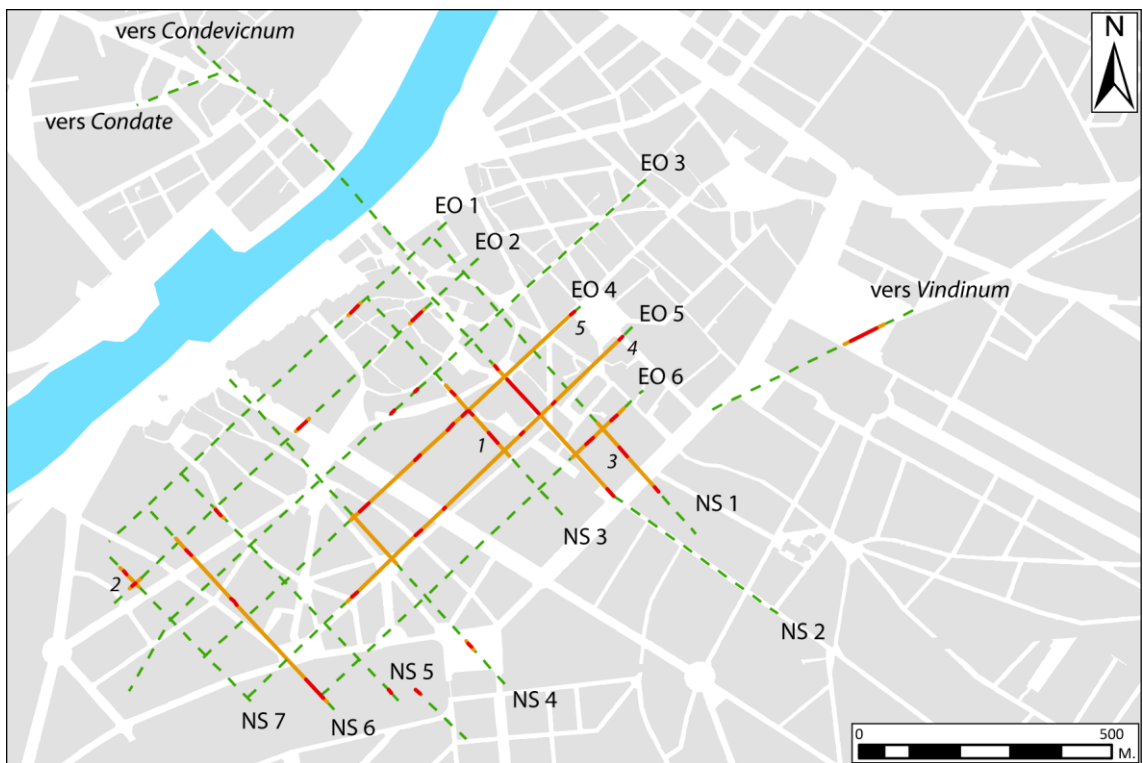 vers Condevicnum
N
vers Condate
EO 3
EO 1
EO 2
EO 4
vers Vindinum
5
EO 5
4
EO 6
1
3
NS 1
NS 3
2
NS 2
NS 5
NS 4
NS 7
NS 6
0
500
M.